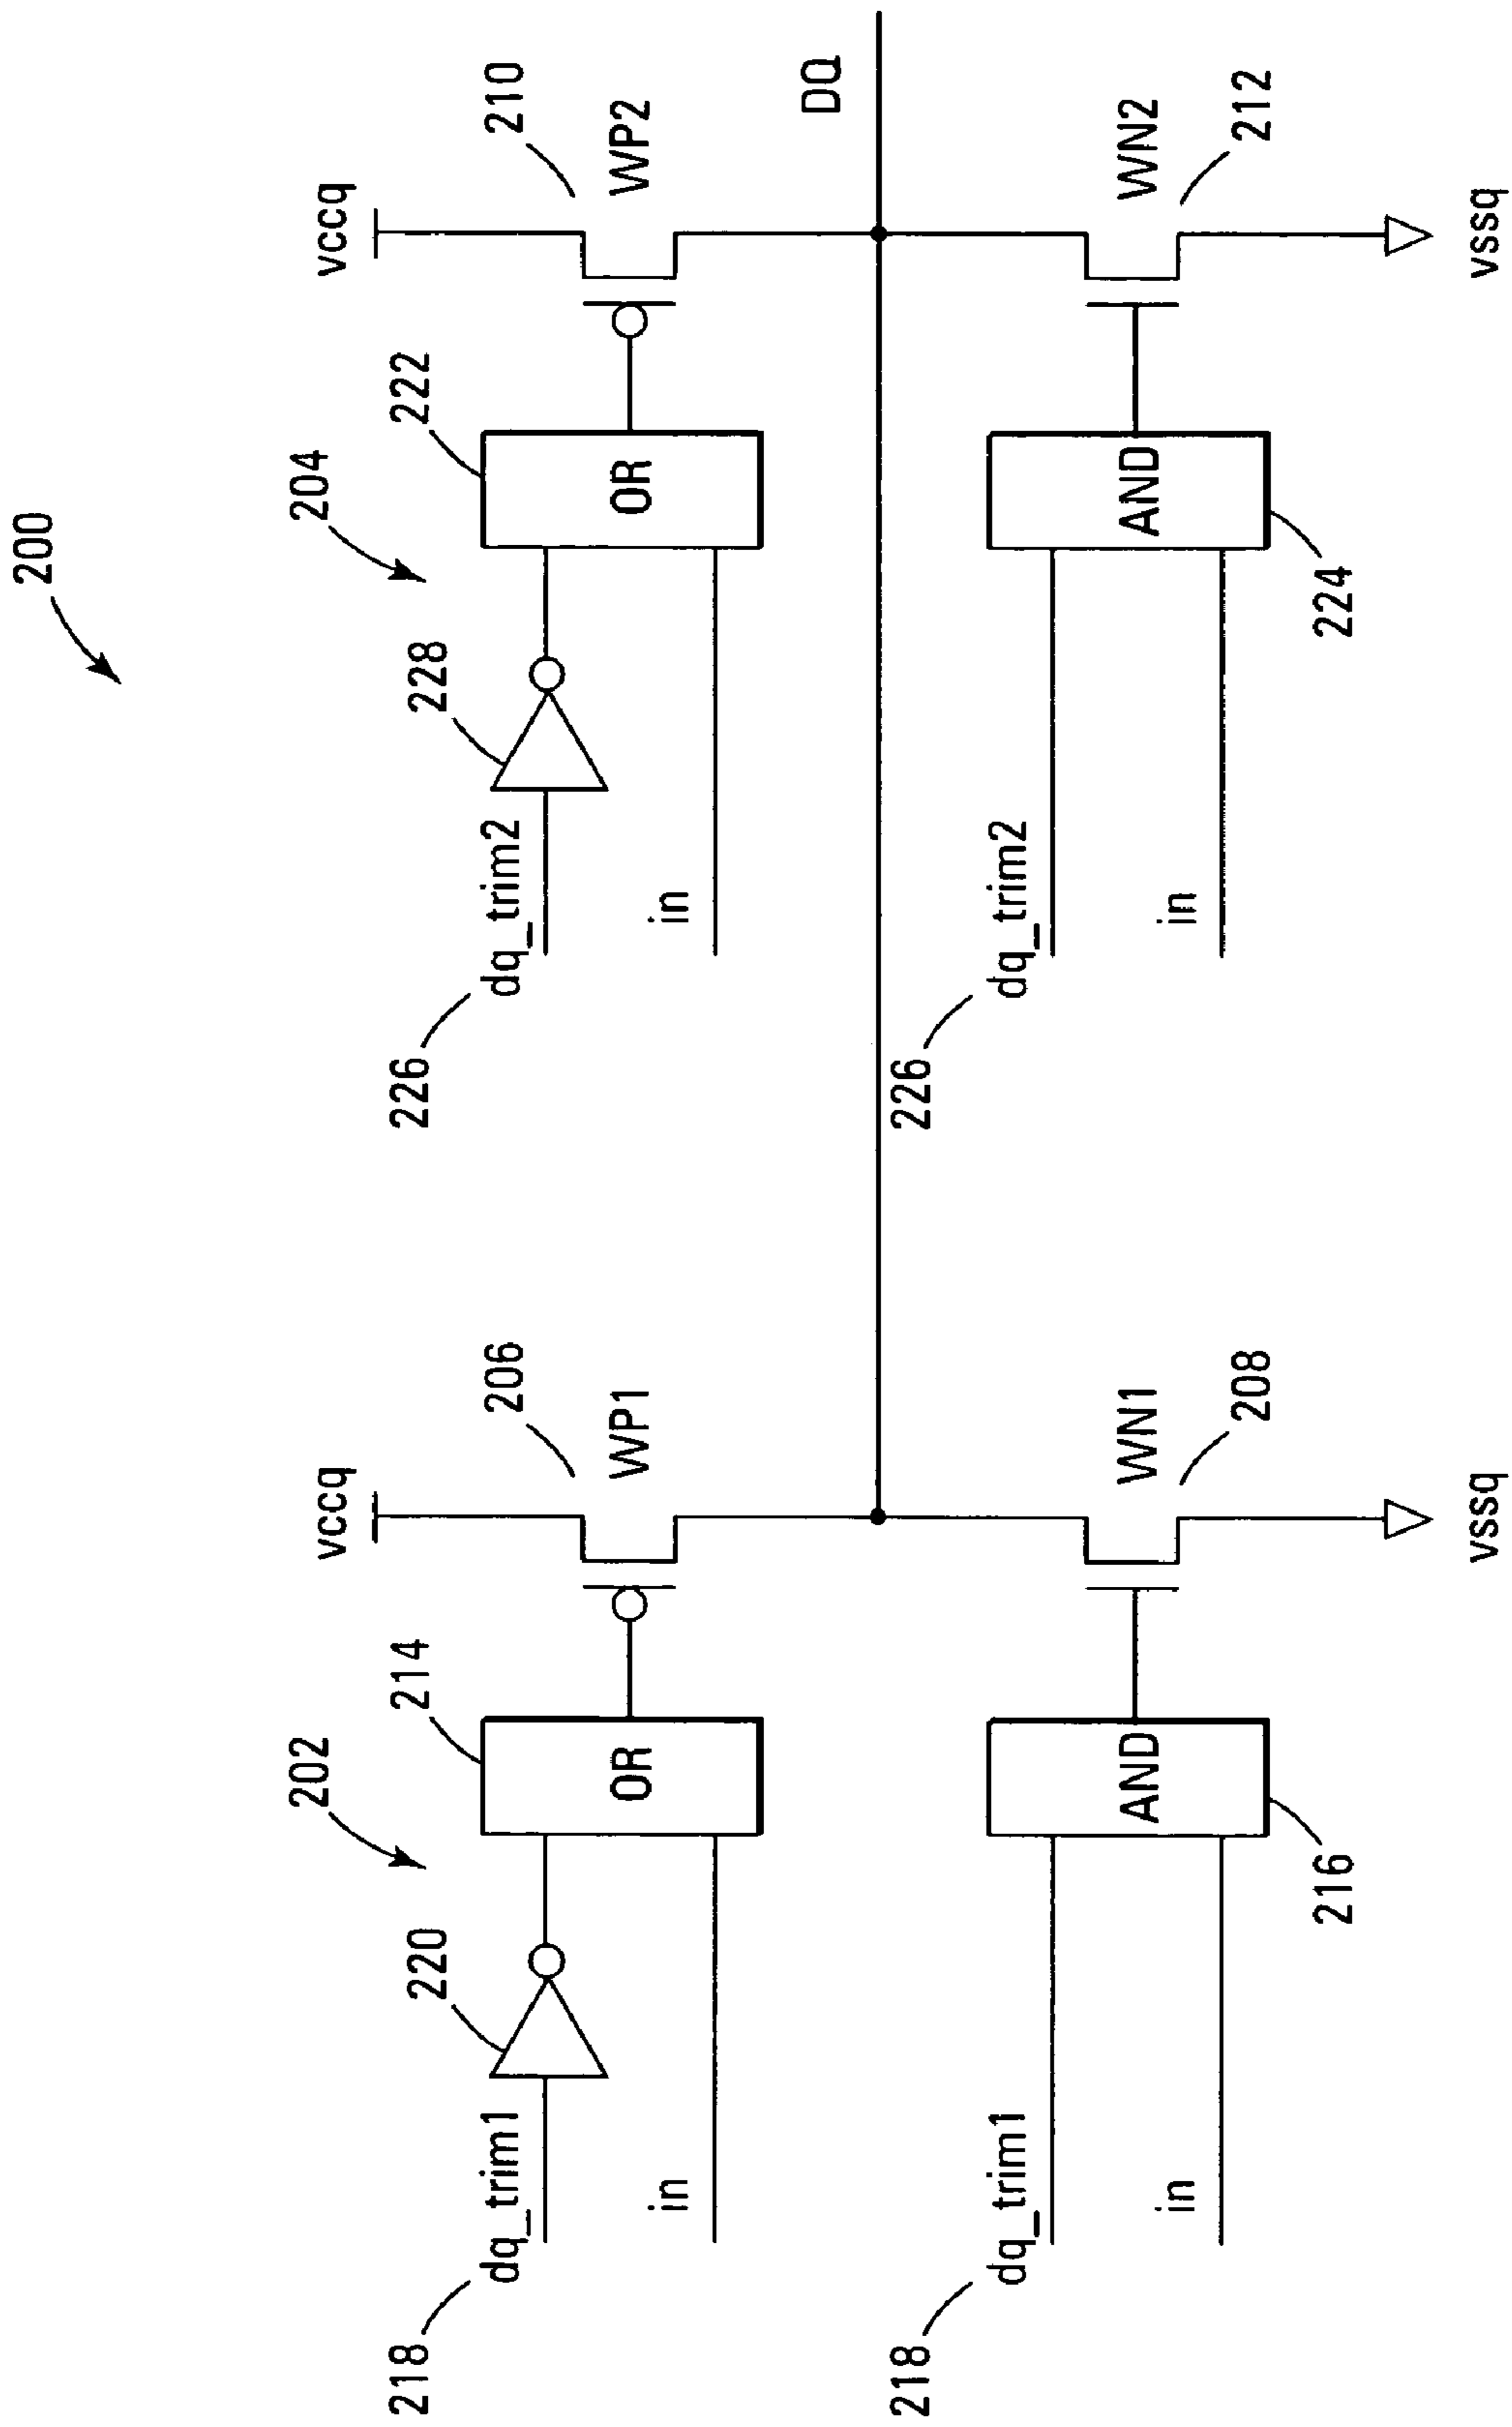 200
202
204
vccq
vccq
218
dq_trim1
220
214
206
226
dq_trim2
228
222
210
in
OR
WP1
in
OR
WP2
DQ
218
dq_trim1
226
dq_trim2
in
AND
WN1
in
AND
WN2
216
208
224
212
vssq
vssq